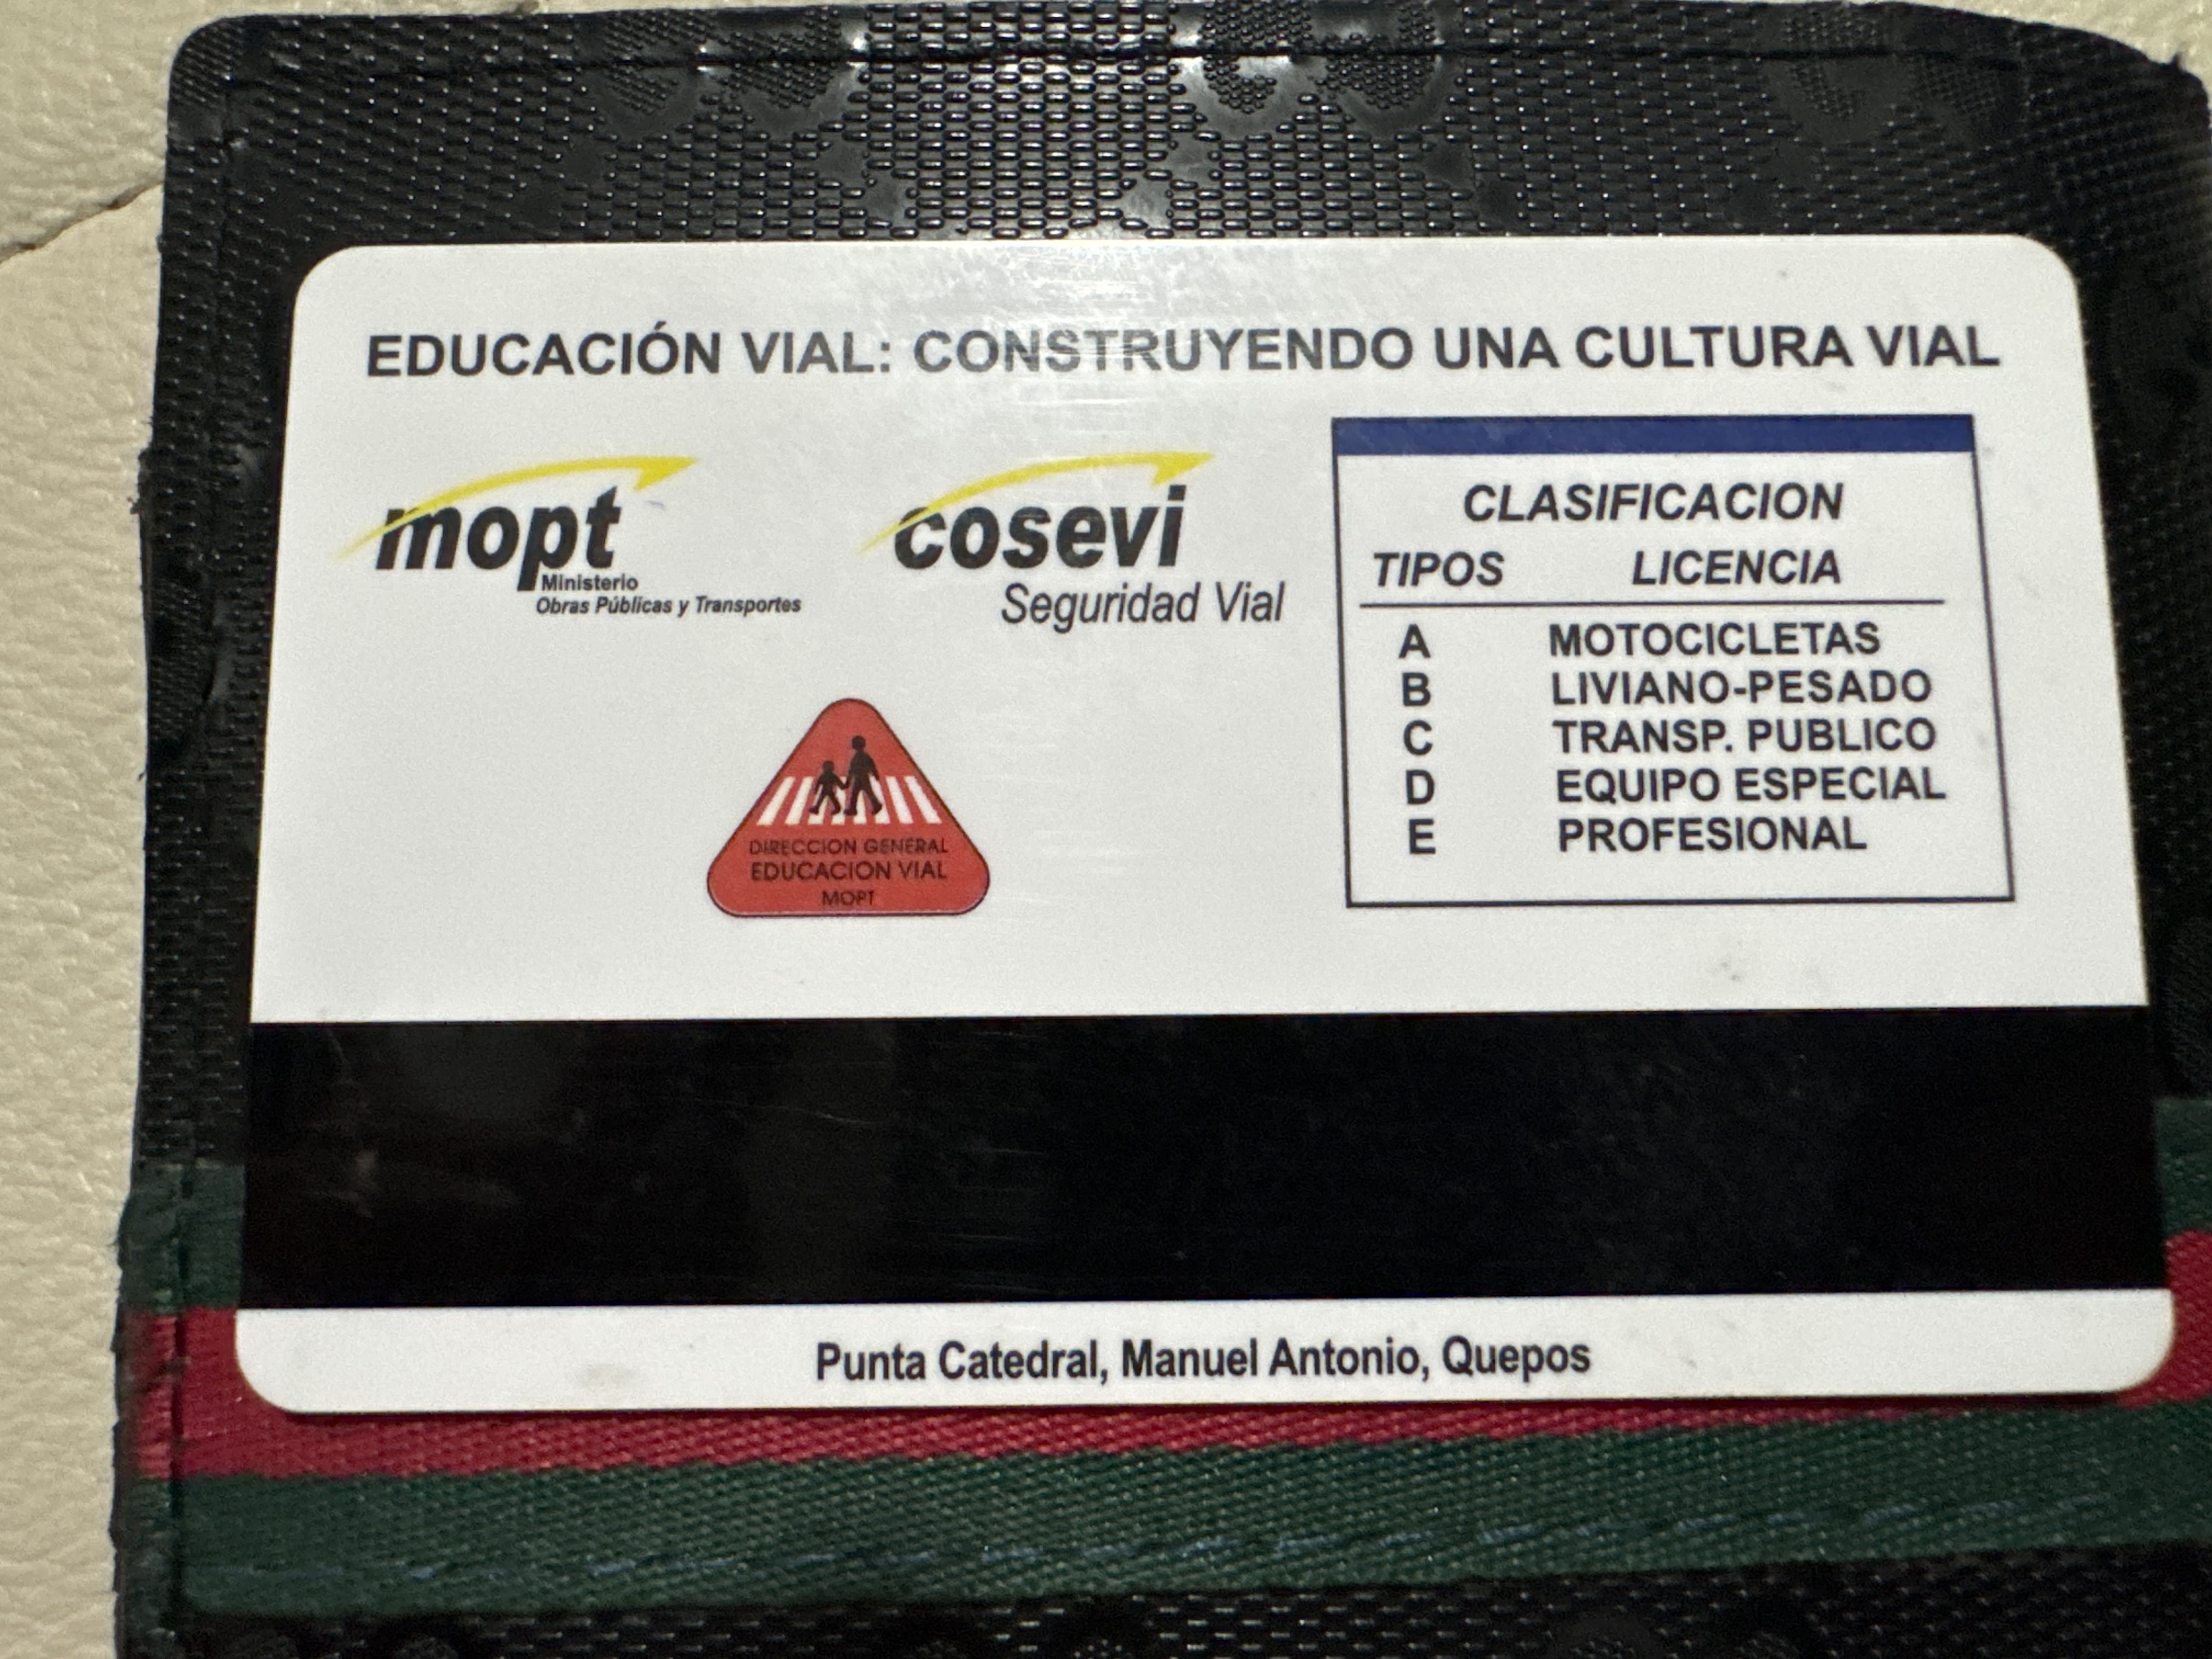 EDUCACIÓN VIAL: CONSTRUYENDO UNA CULTURA VIAL
mopt
Ministerio
Obras Públicas y Transportes
cosevi
Seguridad Vial
DIRECCION GENERAL
EDUCACION VIAL
MOPT
CLASIFICACION
TIPOS LICENCIA
A MOTOCICLETAS
B LIVIANO-PESADO
C TRANSP. PUBLICO
D EQUIPO ESPECIAL
E PROFESIONAL
Punta Catedral, Manuel Antonio, Quepos